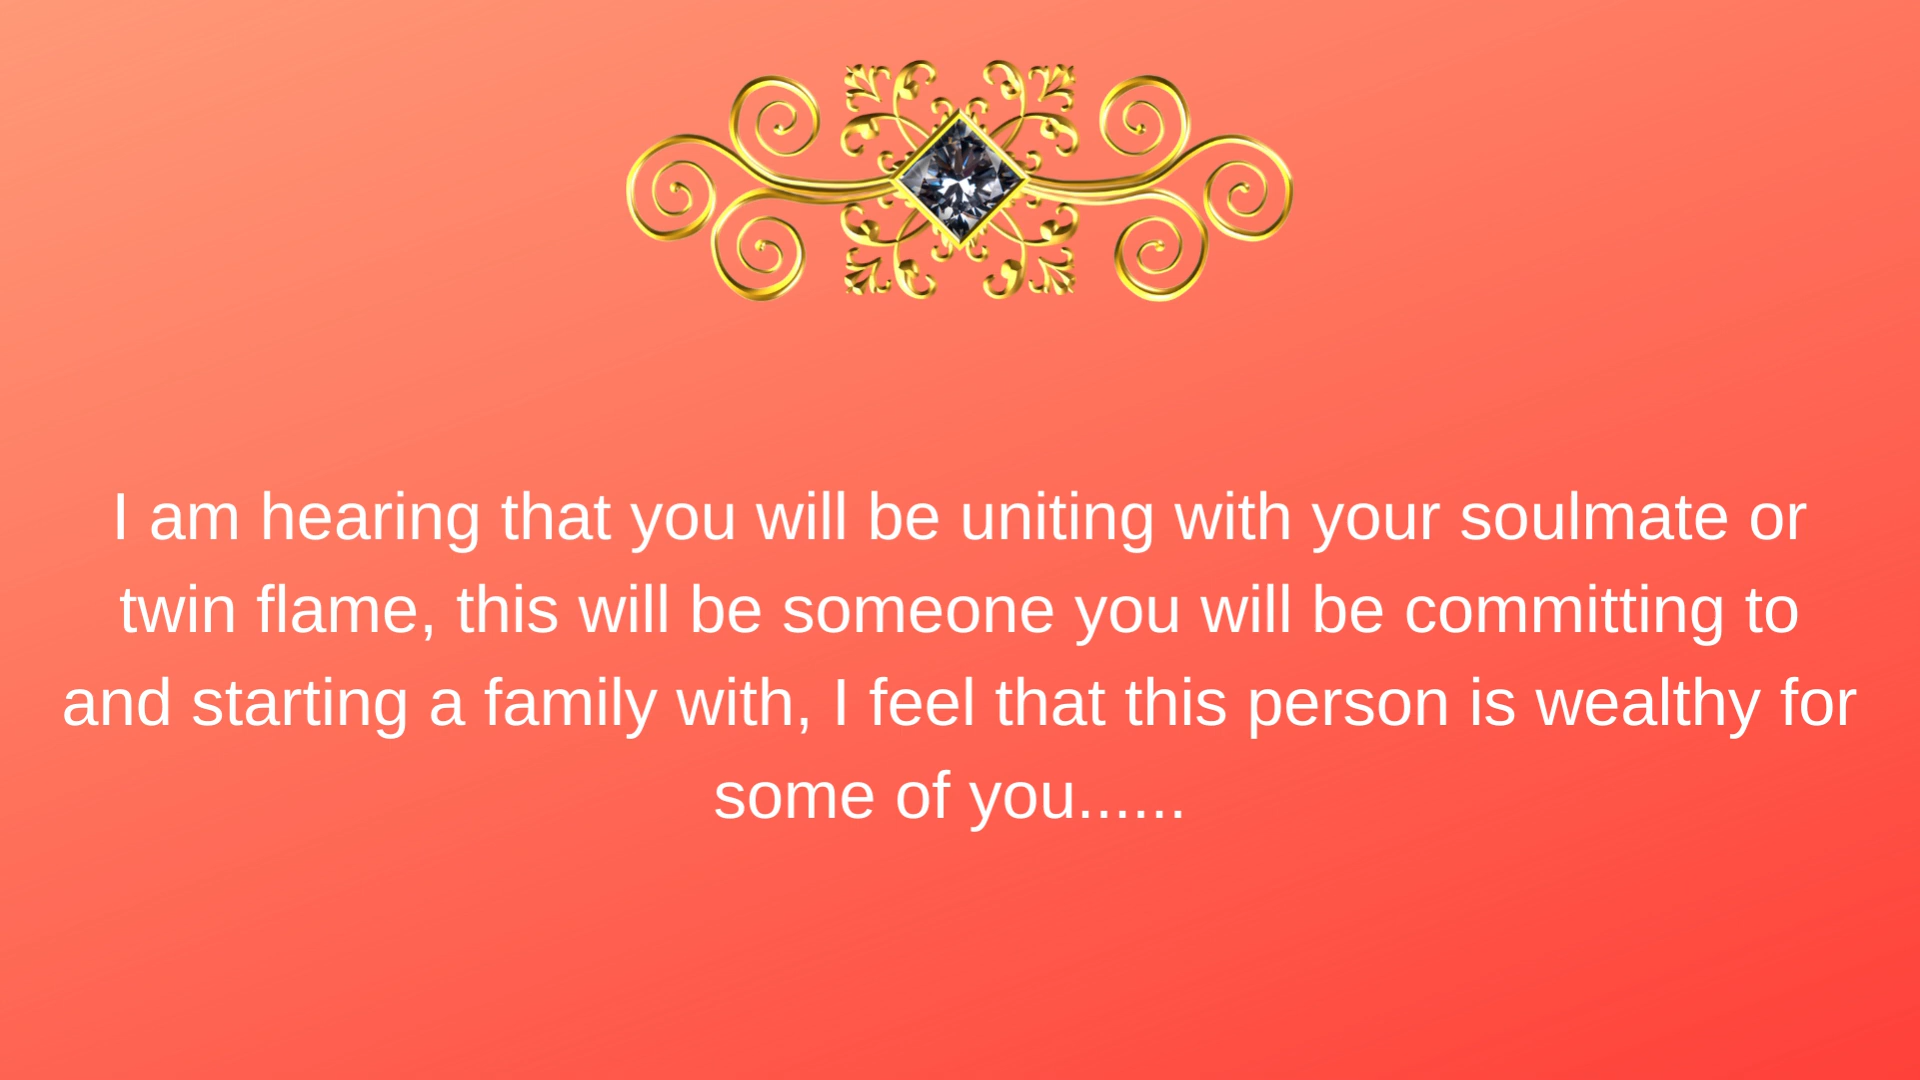 I am hearing that you will be uniting with your soulmate or
twin flame, this will be someone you will be committing to
and starting a family with, I feel that this person is wealthy for
some of you......